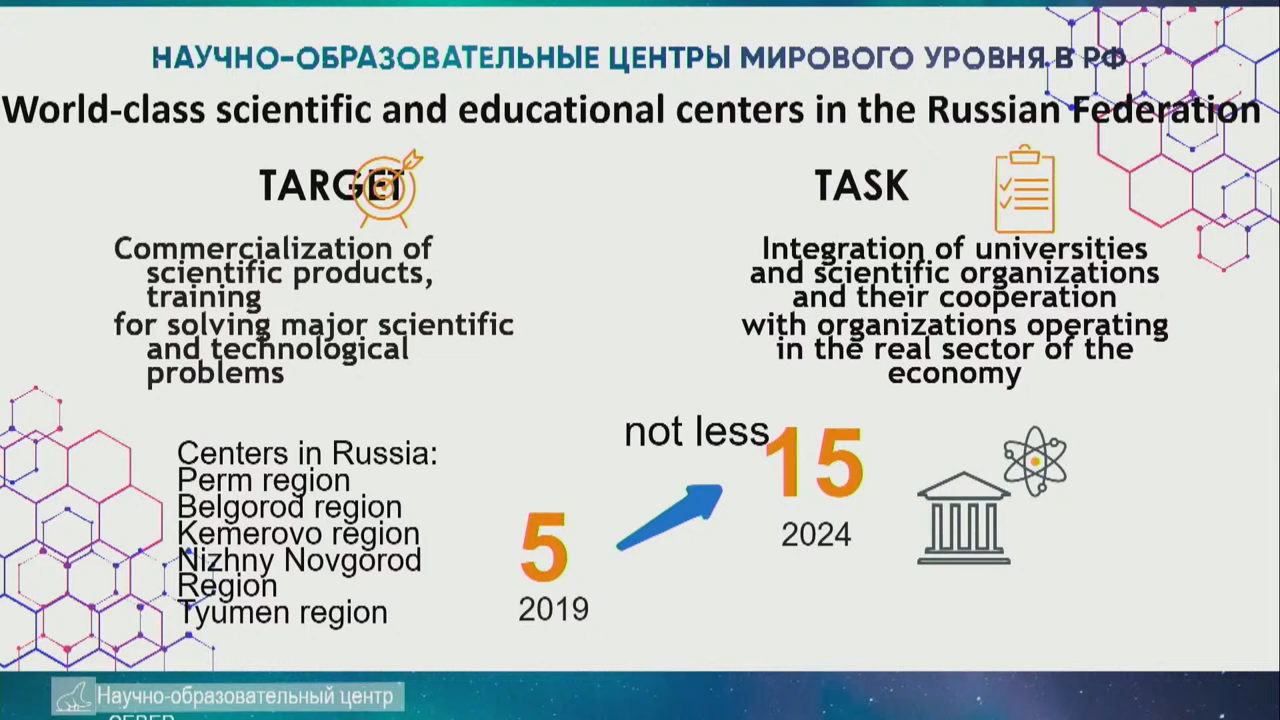 НАУЧНО-ОБРАЗОВАТЕЛЬНЫЕ ЦЕНТРЫ МИРОВОГО УРОВНЯ В РФ
World-class scientific and educational centers in the Russian Federation
TARGET
Commercialization of
scientific products,
training
for solving major scientific
and technological
problems
TASK
Integration of universities
and scientific organizations
and their cooperation
with organizations operating
in the real sector of the
economy
Centers in Russia:
Perm region
Belgorod region
Kemerovo region
Nizhny Novgorod
Region
Tyumen region
5
2019
not less
15
2024
Научно-образовательный центр